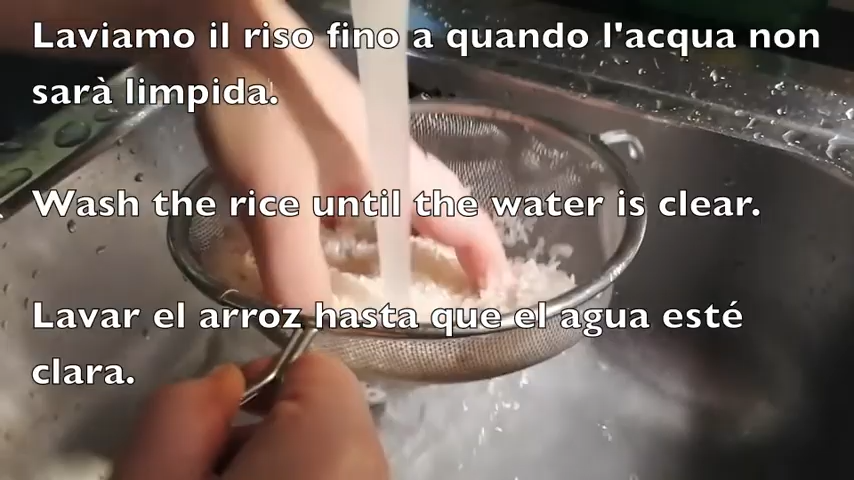 Laviamo il riso fino a quando l'acqua non
sarà limpida.
Wash the rice until the water is clear.
Lavar el arroz hasta que el agua esté
clara.